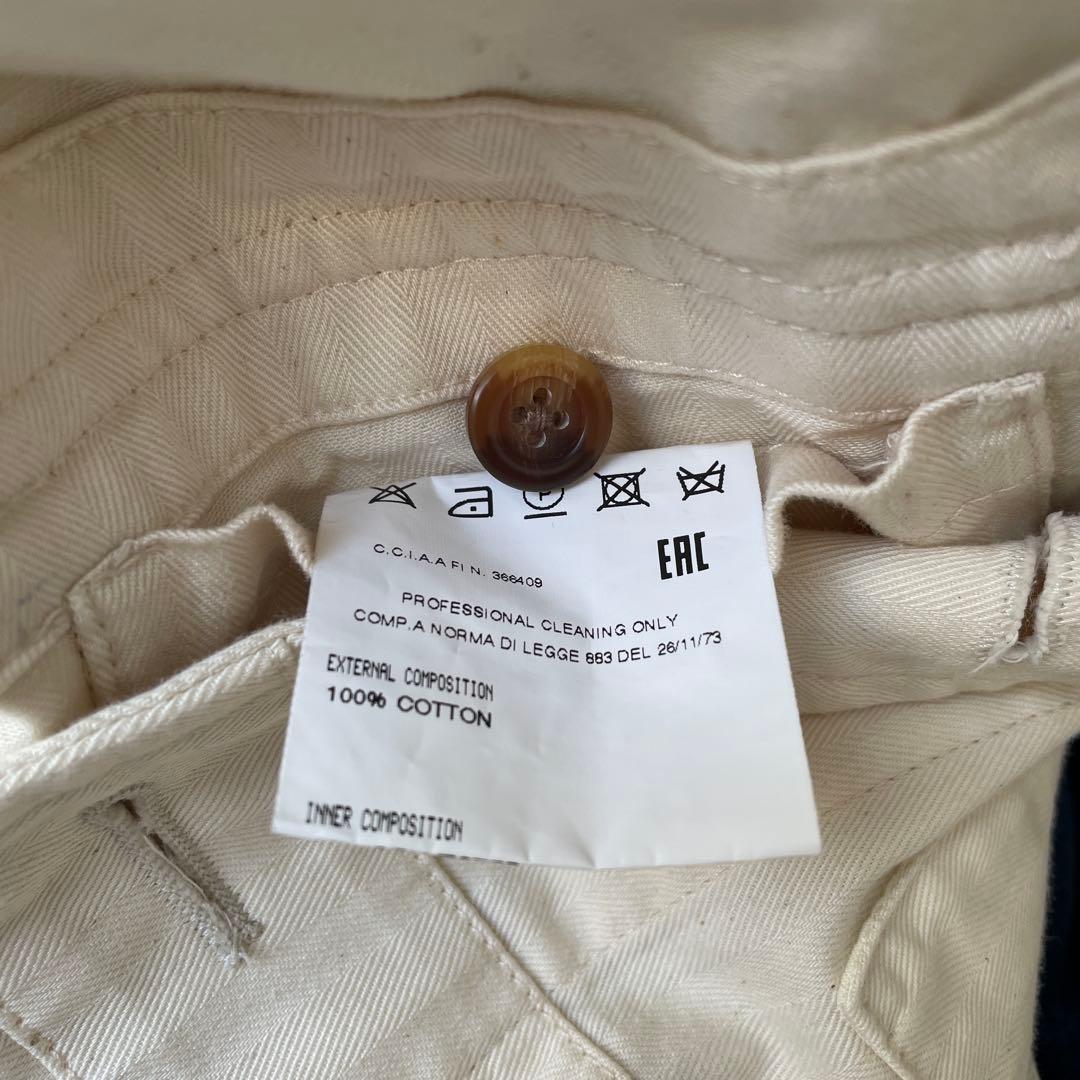 P
EAC
C.C.I.A.A FI N. 366409
PROFESSIONAL CLEANING ONLY
COMP.A NORMA DI LEGGE 883 DEL 26/11/73
EXTERNAL COMPOSITION
100% COTTON
INNER COMPOSITION